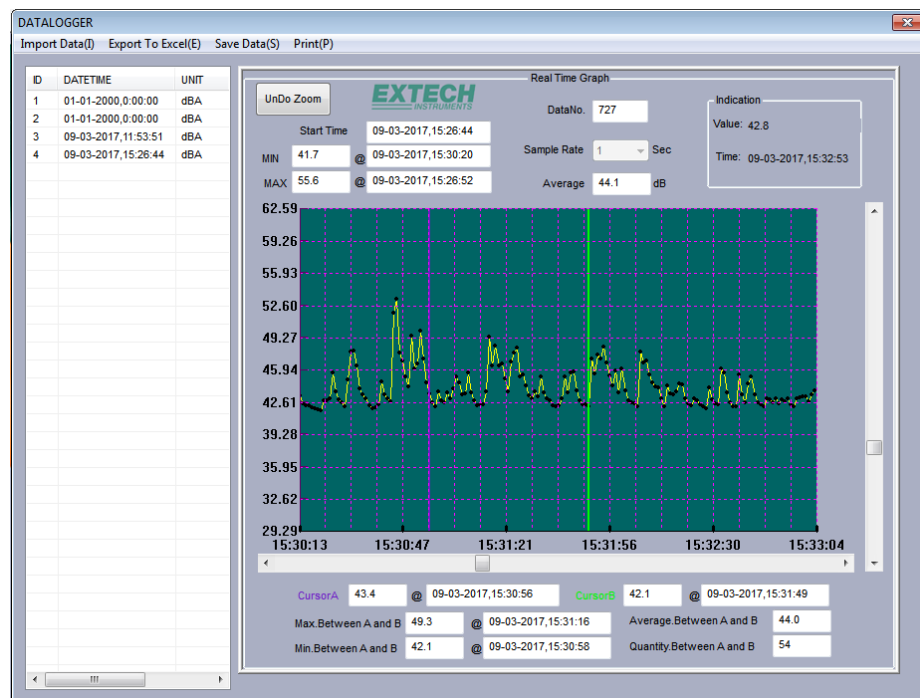 DATALOGGER
Import Data(I) Export To Excel(E) Save Data(S) Print(P)
ID DATETIME UNIT
1 01-01-2000,0:00:00 dBA
2 01-01-2000,0:00:00 dBA
3 09-03-2017,11:53:51 dBA
4 09-03-2017,15:26:44 dBA
Real Time Graph
UnDo Zoom
EXTECH
INSTRUMENTS
DataNo. 727
Start Time 09-03-2017,15:26:44
MIN 41.7 @ 09-03-2017,15:30:20
MAX 55.6 @ 09-03-2017,15:26:52
Sample Rate 1 Sec
Average 44.1 dB
Indication
Value: 42.8
Time: 09-03-2017,15:32:53
62.59
59.26
55.93
52.60
49.27
45.94
42.61
39.28
35.95
32.62
29.29
15:30:13 15:30:47 15:31:21 15:31:56 15:32:30 15:33:04
CursorA 43.4 @ 09-03-2017,15:30:56 CursorB 42.1 @ 09-03-2017,15:31:49
Max.Between A and B 49.3 @ 09-03-2017,15:31:16 Average.Between A and B 44.0
Min.Between A and B 42.1 @ 09-03-2017,15:30:58 Quantity.Between A and B 54